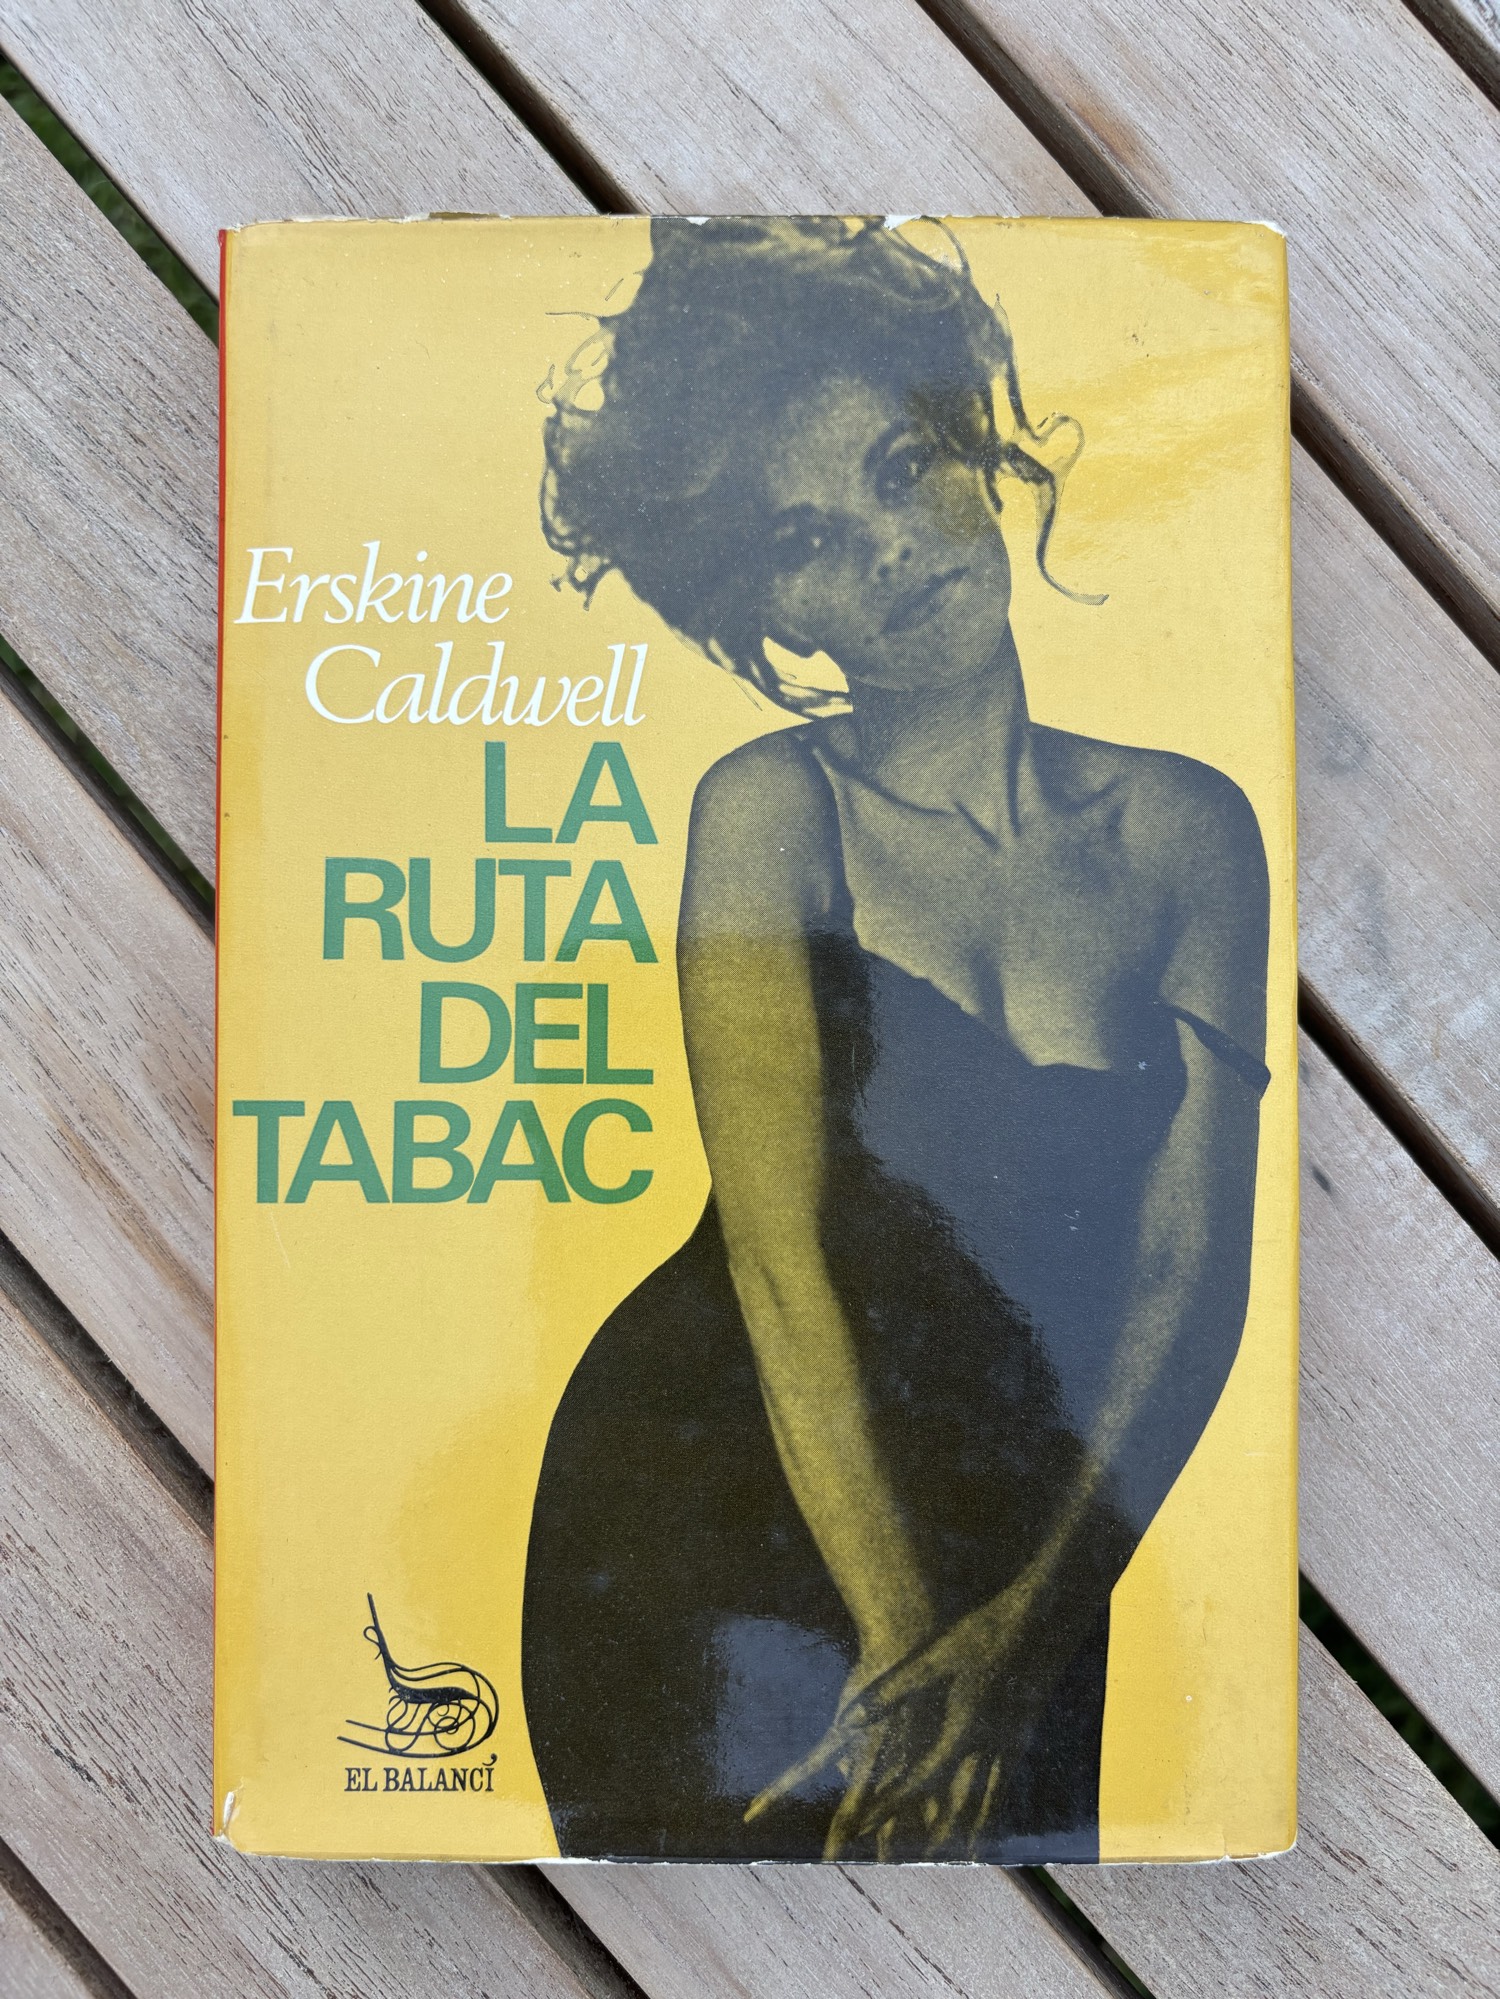 Erskine
Caldwell
LA
RUTA
DEL
TABAC
EL BALANCÍ